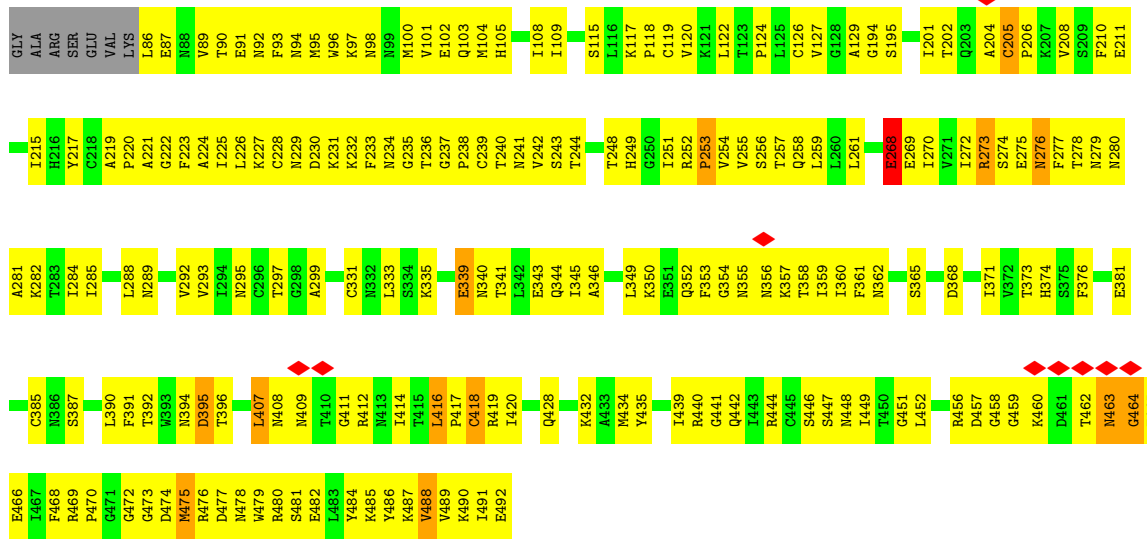 GLY ALA ARG SER GLU VAL LYS L86 E87 N88 V89 T90 E91 N92 F93 N94 M95 W96 K97 N98 N99 M100 V101 E102 Q103 M104 H105 I108 I109 S115 L116 K117 P118 C119 V120 K121 L122 T123 P124 L125 C126 V127 G128 A129 G194 S195 I201 T202 Q203 A204 C205 P206 K207 V208 S209 F210 E211
I215 H216 Y217 C218 A219 P220 A221 G222 F223 A224 I225 L226 K227 C228 N229 D230 K231 K232 F233 N234 G235 T236 G237 P238 C239 T240 N241 V242 S243 T244 T248 H249 G250 I251 R252 P253 V254 V255 S256 T257 Q258 L259 L260 L261 E268 E269 I270 V271 I272 R273 S274 E275 N276 F277 T278 N279 N280
A281 K282 T283 I284 I285 L288 N289 V292 V293 I294 N295 C296 T297 G298 A299 C331 N332 L333 S334 K335 E339 N340 T341 L342 E343 Q344 I345 A346 L349 K350 E351 Q352 F353 G354 N355 N356 K357 T358 I359 I360 F361 N362 S365 D368 I371 V372 T373 H374 S375 F376 E381
C385 N386 S387 L390 F391 T392 W393 N394 D395 T396 L407 N408 N409 T410 G411 R412 N413 I414 T415 L416 P417 C418 R419 I420 Q428 K432 A433 M434 Y435 I439 R440 G441 Q442 I443 R444 C445 S446 S447 N448 I449 T450 G451 L452 R456 D457 G458 G459 K460 D461 T462 N463 G464
E466 I467 F468 R469 P470 G471 G472 G473 D474 M475 R476 D477 N478 W479 R480 S481 E482 L483 Y484 K485 Y486 K487 V488 V489 K490 I491 E492